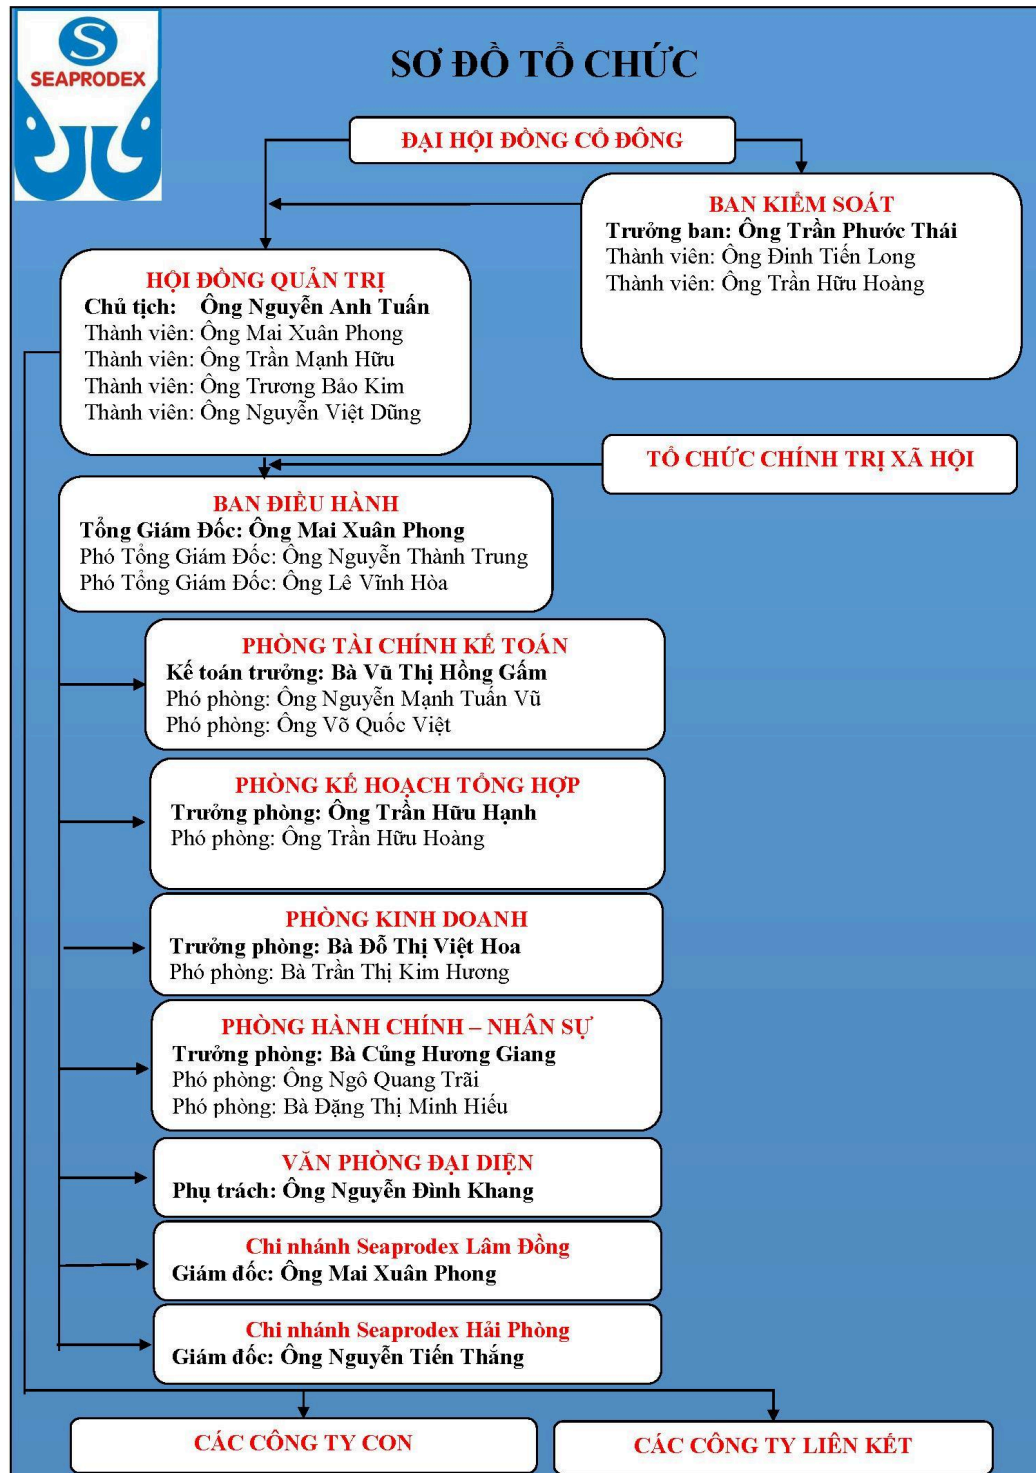 S
SEAPRODEX
SƠ ĐỒ TỔ CHỨC
ĐẠI HỘI ĐỒNG CỔ ĐÔNG
BAN KIỂM SOÁT
Trưởng ban: Ông Trần Phước Thái
Thành viên: Ông Đinh Tiến Long
Thành viên: Ông Trần Hữu Hoàng
HỘI ĐỒNG QUẢN TRỊ
Chủ tịch: Ông Nguyễn Anh Tuấn
Thành viên: Ông Mai Xuân Phong
Thành viên: Ông Trần Mạnh Hữu
Thành viên: Ông Trương Bảo Kim
Thành viên: Ông Nguyễn Việt Dũng
TỔ CHỨC CHÍNH TRỊ XÃ HỘI
BAN ĐIỀU HÀNH
Tổng Giám Đốc: Ông Mai Xuân Phong
Phó Tổng Giám Đốc: Ông Nguyễn Thành Trung
Phó Tổng Giám Đốc: Ông Lê Vĩnh Hòa
PHÒNG TÀI CHÍNH KẾ TOÁN
Kế toán trưởng: Bà Vũ Thị Hồng Gấm
Phó phòng: Ông Nguyễn Mạnh Tuấn Vũ
Phó phòng: Ông Võ Quốc Việt
PHÒNG KẾ HOẠCH TỔNG HỢP
Trưởng phòng: Ông Trần Hữu Hạnh
Phó phòng: Ông Trần Hữu Hoàng
PHÒNG KINH DOANH
Trưởng phòng: Bà Đỗ Thị Việt Hoa
Phó phòng: Bà Trần Thị Kim Hương
PHÒNG HÀNH CHÍNH – NHÂN SỰ
Trưởng phòng: Bà Củng Hương Giang
Phó phòng: Ông Ngô Quang Trãi
Phó phòng: Bà Đặng Thị Minh Hiếu
VĂN PHÒNG ĐẠI DIỆN
Phụ trách: Ông Nguyễn Đình Khang
Chi nhánh Seaprodex Lâm Đồng
Giám đốc: Ông Mai Xuân Phong
Chi nhánh Seaprodex Hải Phòng
Giám đốc: Ông Nguyễn Tiến Thắng
CÁC CÔNG TY CON
CÁC CÔNG TY LIÊN KẾT